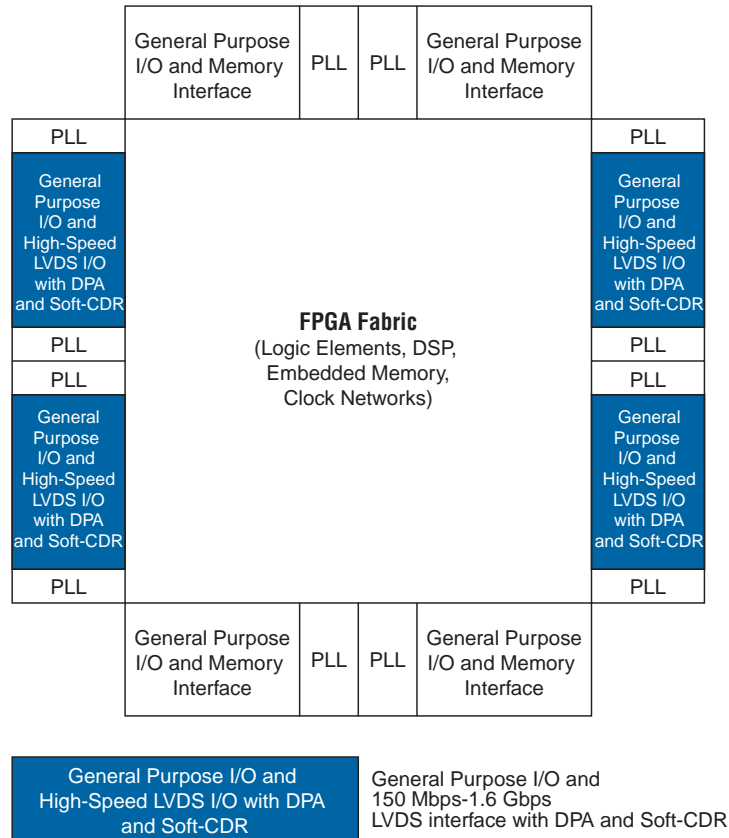 General Purpose
I/O and Memory
Interface
PLL
PLL
General Purpose
I/O and Memory
Interface
PLL
General
Purpose
I/O and
High-Speed
LVDS I/O
with DPA
and Soft-CDR
PLL
PLL
General
Purpose
I/O and
High-Speed
LVDS I/O
with DPA
and Soft-CDR
PLL
FPGA Fabric
(Logic Elements, DSP,
Embedded Memory,
Clock Networks)
PLL
General
Purpose
I/O and
High-Speed
LVDS I/O
with DPA
and Soft-CDR
PLL
PLL
General
Purpose
I/O and
High-Speed
LVDS I/O
with DPA
and Soft-CDR
PLL
General Purpose
I/O and Memory
Interface
PLL
PLL
General Purpose
I/O and Memory
Interface
General Purpose I/O and
High-Speed LVDS I/O with DPA
and Soft-CDR
General Purpose I/O and
150 Mbps-1.6 Gbps
LVDS interface with DPA and Soft-CDR